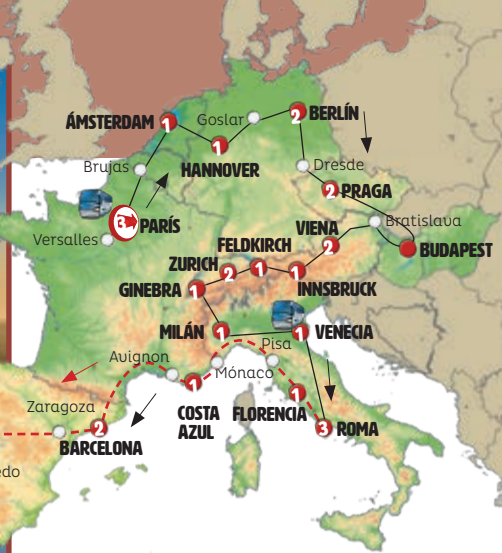 ÁMSTERDAM
1
Goslar
2
BERLÍN
1
HANNOVER
Dresde
Brujas
2
PRAGA
3
PARÍS
Versalles
VIENA
2
Bratislava
BUDAPEST
FELDKIRCH
ZURICH
2
1
1
INNSBRUCK
GINEBRA
1
MILÁN
1
1
VENECIA
Pisa
Avignon
Mónaco
1
COSTA
AZUL
1
FLORENCIA
3
ROMA
Zaragoza
2
BARCELONA
edo